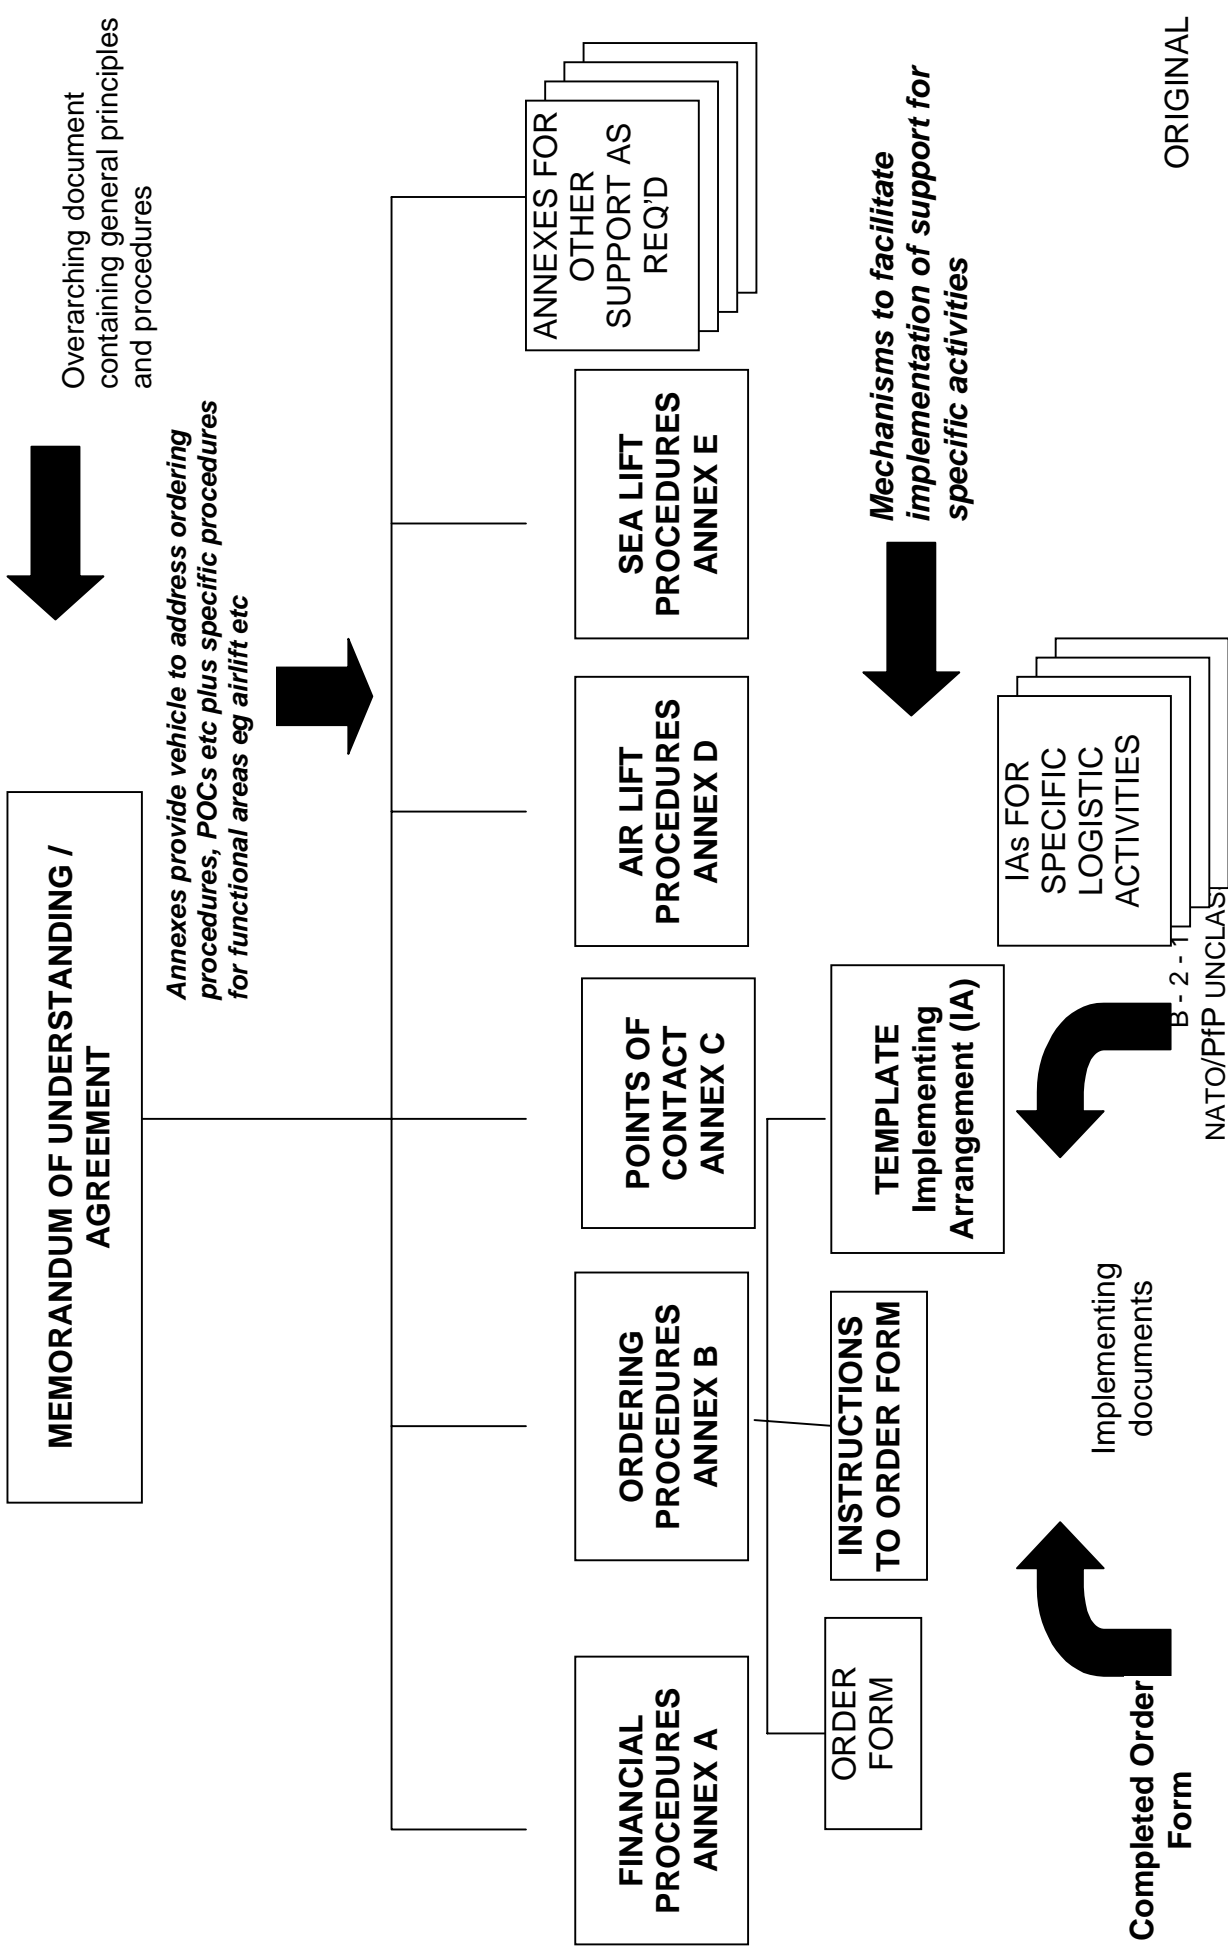 MEMORANDUM OF UNDERSTANDING /
AGREEMENT
Overarching document
containing general principles
and procedures
Annexes provide vehicle to address ordering
procedures, POCs etc plus specific procedures
for functional areas eg airlift etc
FINANCIAL
PROCEDURES
ANNEX A
ORDERING
PROCEDURES
ANNEX B
POINTS OF
CONTACT
ANNEX C
AIR LIFT
PROCEDURES
ANNEX D
SEA LIFT
PROCEDURES
ANNEX E
ANNEXES FOR
OTHER
SUPPORT AS
REQ'D
ORDER
FORM
INSTRUCTIONS
TO ORDER FORM
TEMPLATE
Implementing
Arrangement (IA)
Mechanisms to facilitate
implementation of support for
specific activities
IAs FOR
SPECIFIC
LOGISTIC
ACTIVITIES
Completed Order
Form
Implementing
documents
B - 2 - 1
NATO/PfP UNCLAS
ORIGINAL